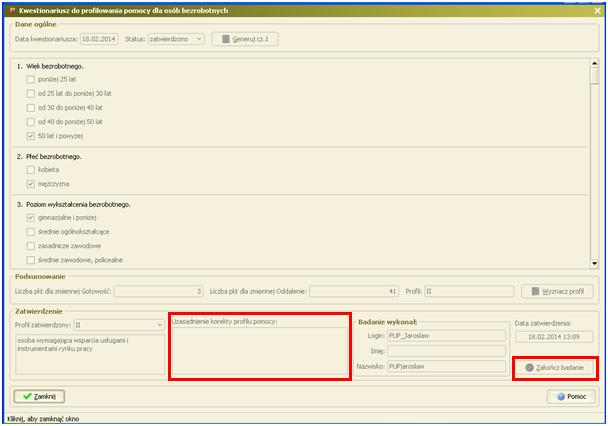 Kwestionariusz do profilowania pomocy dla osób bezrobotnych
Dane ogólne
Data kwestionariusza: 18.02.2014 Status: zatwierdzono Generuj cz.1
1. Wiek bezrobotnego.
poniżej 25 lat
od 25 lat do poniżej 30 lat
od 30 do poniżej 40 lat
od 40 do poniżej 50 lat
50 lat i powyżej
2. Płeć bezrobotnego.
kobieta
mężczyzna
3. Poziom wykształcenia bezrobotnego.
gimnazjalne i poniżej
średnie ogólnokształcące
zasadnicze zawodowe
średnie zawodowe, policealne
Podsumowanie
Liczba pkt dla zmiennej Gotowość: 3 Liczba pkt dla zmiennej Oddalenie: 41 Profil: II Wyznacz profil
Zatwierdzenie
Profil zatwierdzony: II
osoba wymagająca wsparcia usługami i
instrumentami rynku pracy
Uzasadnienie korekty profilu pomocy:
Badanie wykonał:
Login: PUP_Jaroslaw
Imię:
Nazwisko: PUPjaroslaw
Data zatwierdzenia:
18.02.2014 13:09
Zakończ badanie
Zamknij
Pomoc
Kliknij, aby zamknąć okno